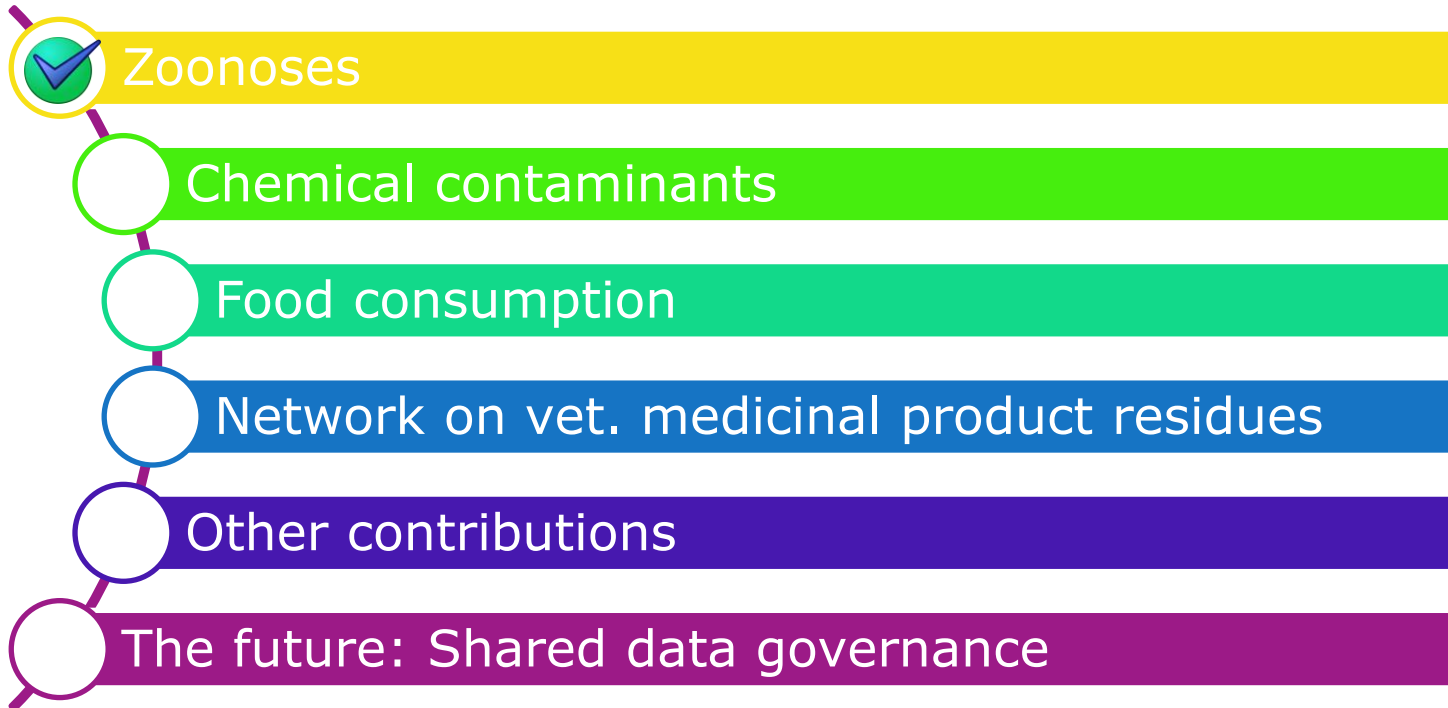 Zoonoses
Chemical contaminants
Food consumption
Network on vet. medicinal product residues
Other contributions
The future: Shared data governance